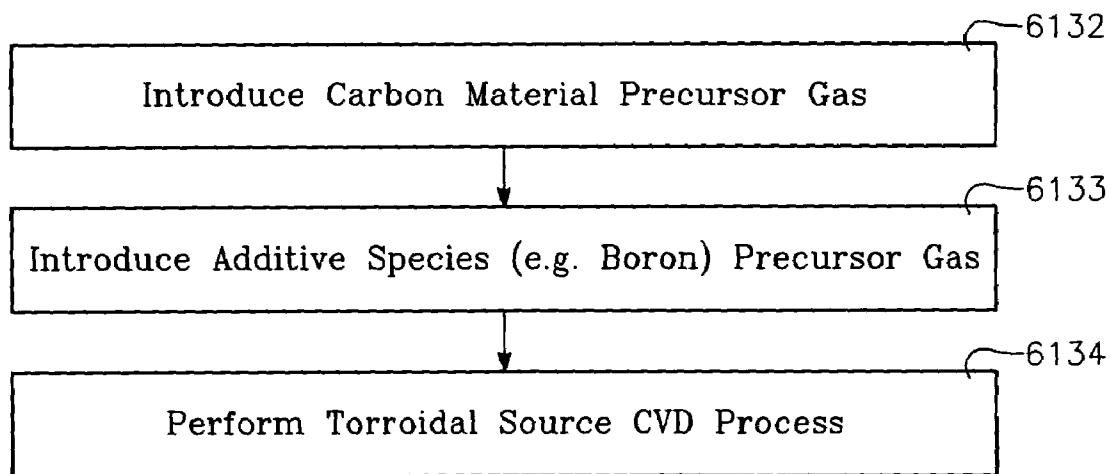 6132
Introduce Carbon Material Precursor Gas
6133
Introduce Additive Species (e.g. Boron) Precursor Gas
6134
Perform Torroidal Source CVD Process